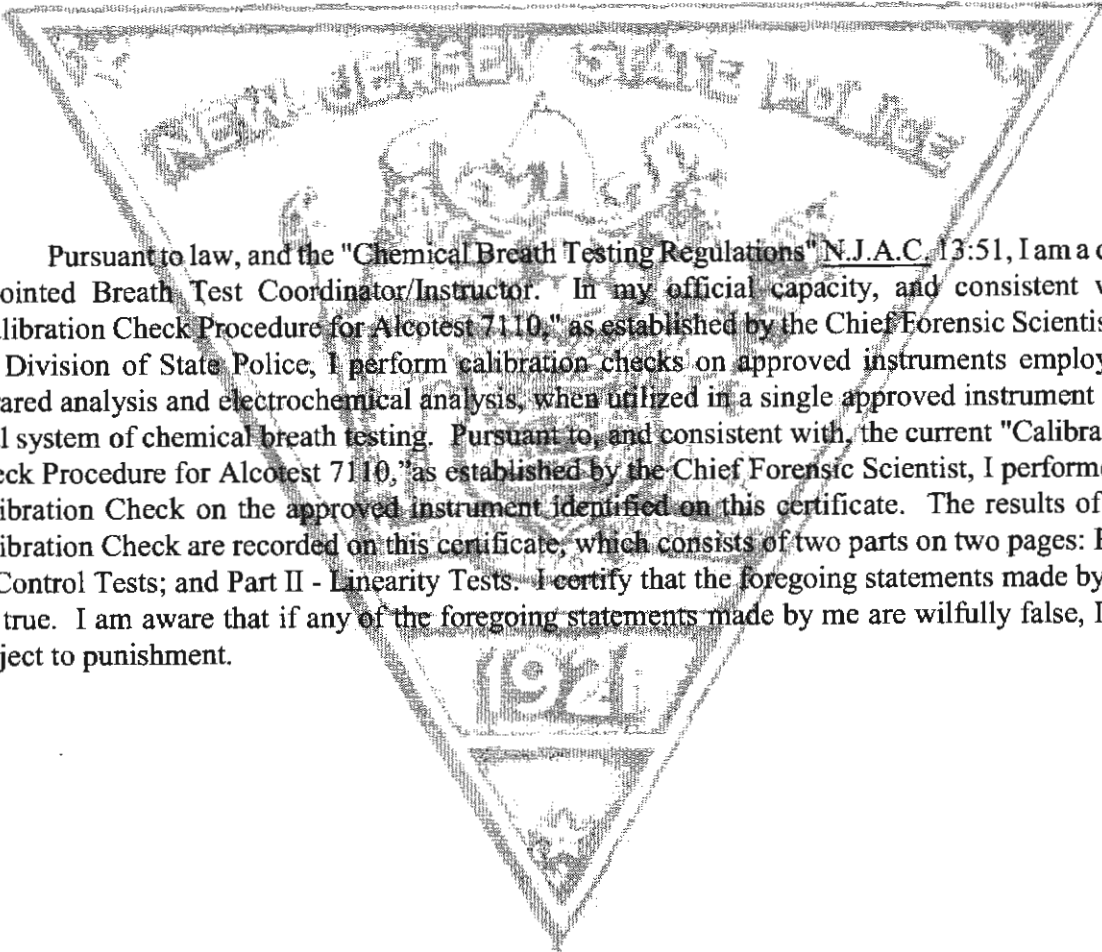 NEW JERSEY STATE POLICE
Pursuant to law, and the "Chemical Breath Testing Regulations" N.J.A.C. 13:51, I am a
ointed Breath Test Coordinator/Instructor. In my official capacity, and consistent
libration Check Procedure for Alcotest 7110," as established by the Chief Forensic Scientis
Division of State Police, I perform calibration checks on approved instruments employ
ared analysis and electrochemical analysis, when utilized in a single approved instrument
l system of chemical breath testing. Pursuant to, and consistent with, the current "Calibra
eck Procedure for Alcotest 7110," as established by the Chief Forensic Scientist, I perform
ibration Check on the approved instrument identified on this certificate. The results of
ibration Check are recorded on this certificate, which consists of two parts on two pages:
Control Tests; and Part II - Linearity Tests. I certify that the foregoing statements made by
true. I am aware that if any of the foregoing statements made by me are wilfully false, I
ject to punishment.
1921